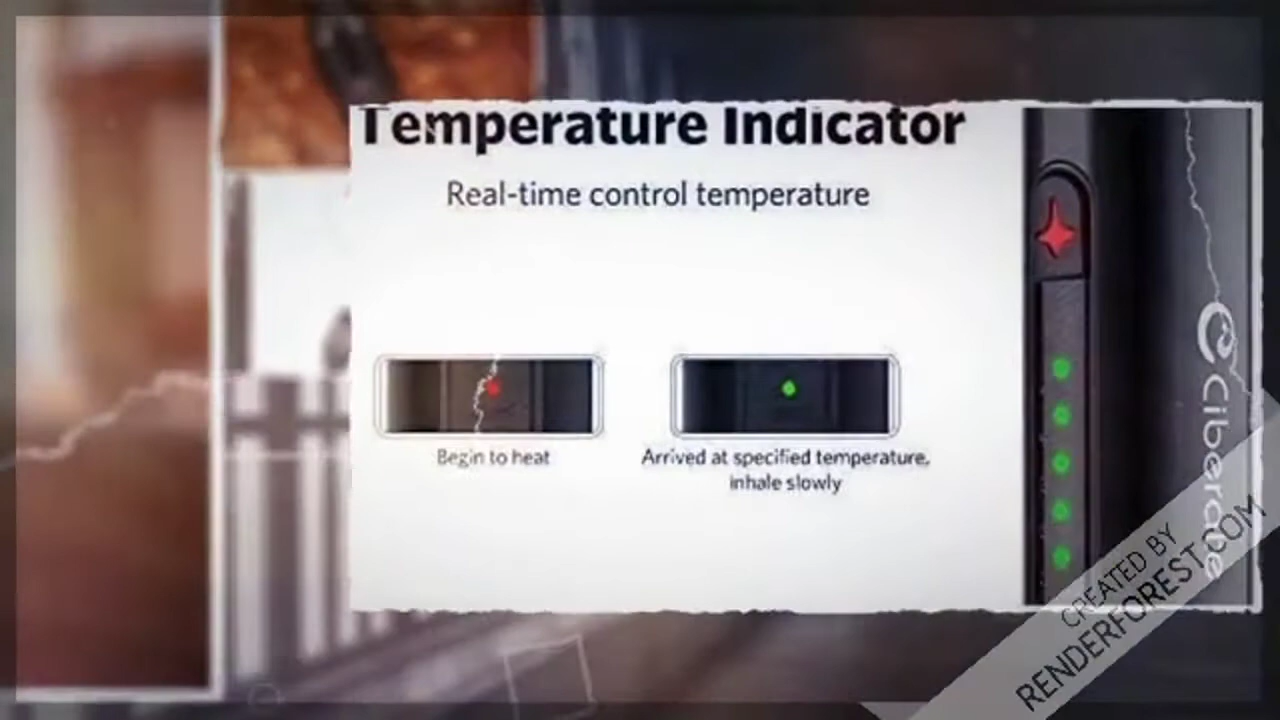 Temperature Indicator
Real-time control temperature
Begin to heat
Arrived at specified temperature,
inhale slowly
Ciberate
CREATED BY
RENDERFOREST.COM